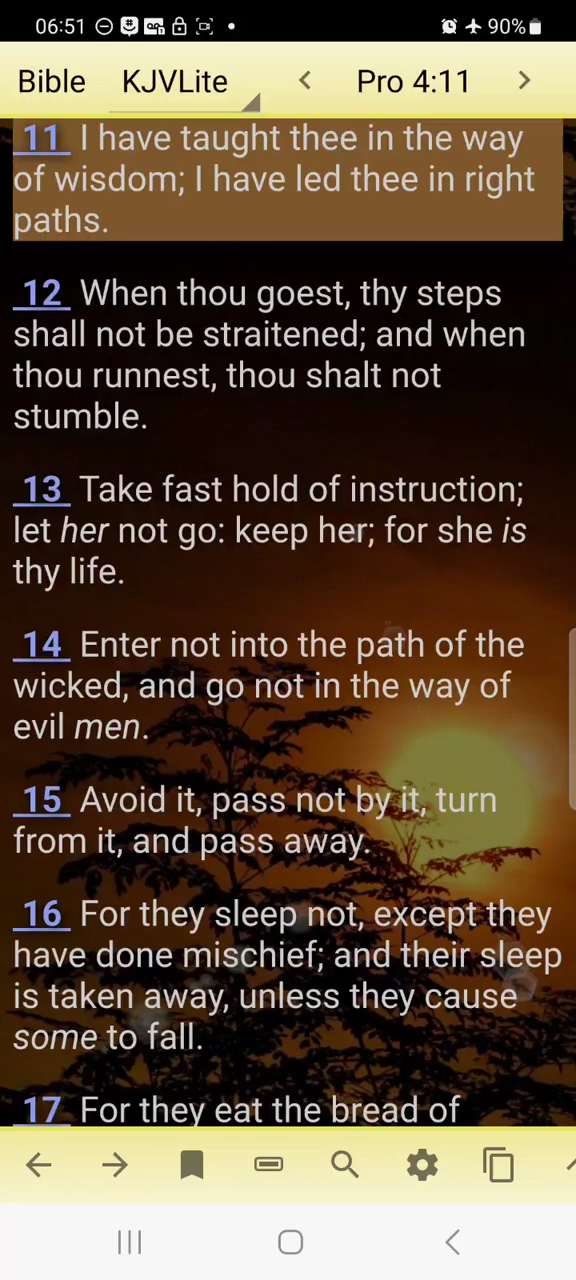 06:51 90%
Bible KJVLite < Pro 4:11 >
11 I have taught thee in the way
of wisdom; I have led thee in right
paths.
12 When thou goest, thy steps
shall not be straitened; and when
thou runnest, thou shalt not
stumble.
13 Take fast hold of instruction;
let her not go: keep her; for she is
thy life.
14 Enter not into the path of the
wicked, and go not in the way of
evil men.
15 Avoid it, pass not by it, turn
from it, and pass away.
16 For they sleep not, except they
have done mischief; and their sleep
is taken away, unless they cause
some to fall.
17 For they eat the bread of